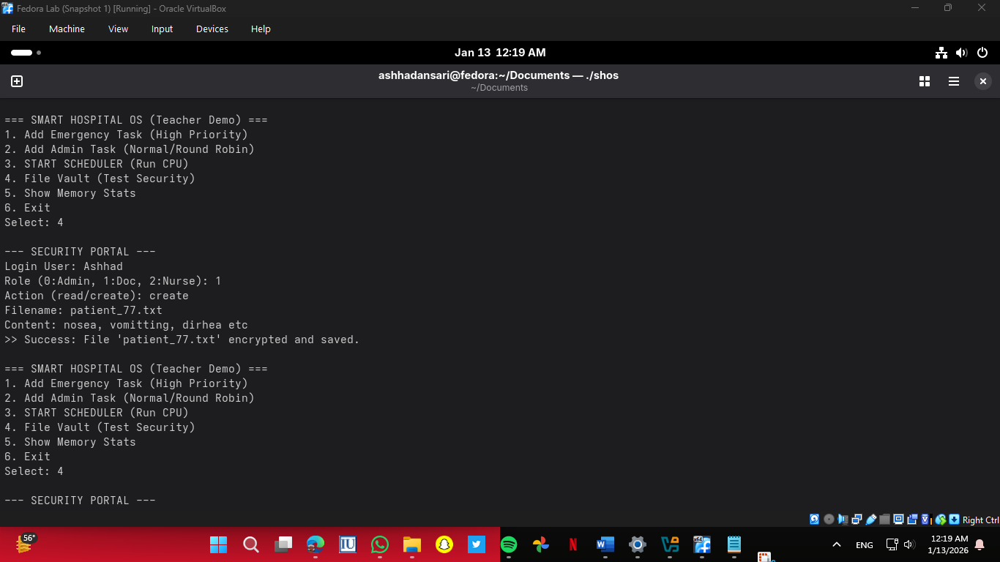 Fedora Lab (Snapshot 1) [Running] - Oracle VirtualBox
File Machine View Input Devices Help
Jan 13 12:19 AM
ashhadansari@fedora:~/Documents — ./shos
~/Documents
=== SMART HOSPITAL OS (Teacher Demo) ===
1. Add Emergency Task (High Priority)
2. Add Admin Task (Normal/Round Robin)
3. START SCHEDULER (Run CPU)
4. File Vault (Test Security)
5. Show Memory Stats
6. Exit
Select: 4
--- SECURITY PORTAL ---
Login User: Ashhad
Role (0:Admin, 1:Doc, 2:Nurse): 1
Action (read/create): create
Filename: patient_77.txt
Content: nosea, vomitting, dirhea etc
>> Success: File 'patient_77.txt' encrypted and saved.
=== SMART HOSPITAL OS (Teacher Demo) ===
1. Add Emergency Task (High Priority)
2. Add Admin Task (Normal/Round Robin)
3. START SCHEDULER (Run CPU)
4. File Vault (Test Security)
5. Show Memory Stats
6. Exit
Select: 4
--- SECURITY PORTAL ---
Right Ctrl
56°
ENG
12:19 AM
1/13/2026